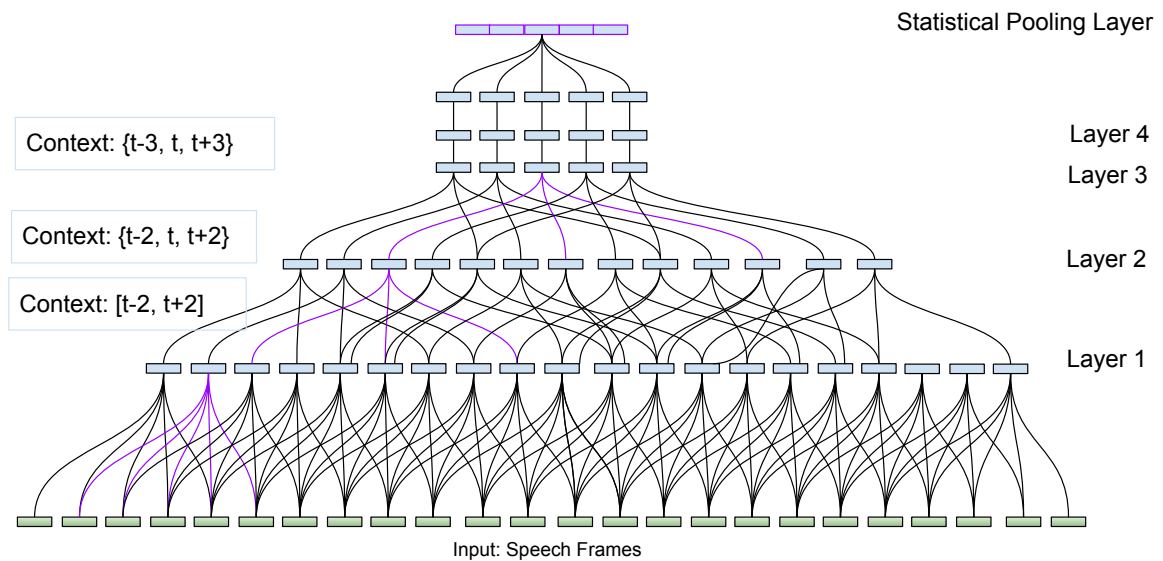 Statistical Pooling Layer
Context: {t-3, t, t+3}
Layer 4
Layer 3
Context: {t-2, t, t+2}
Layer 2
Context: [t-2, t+2]
Layer 1
Input: Speech Frames